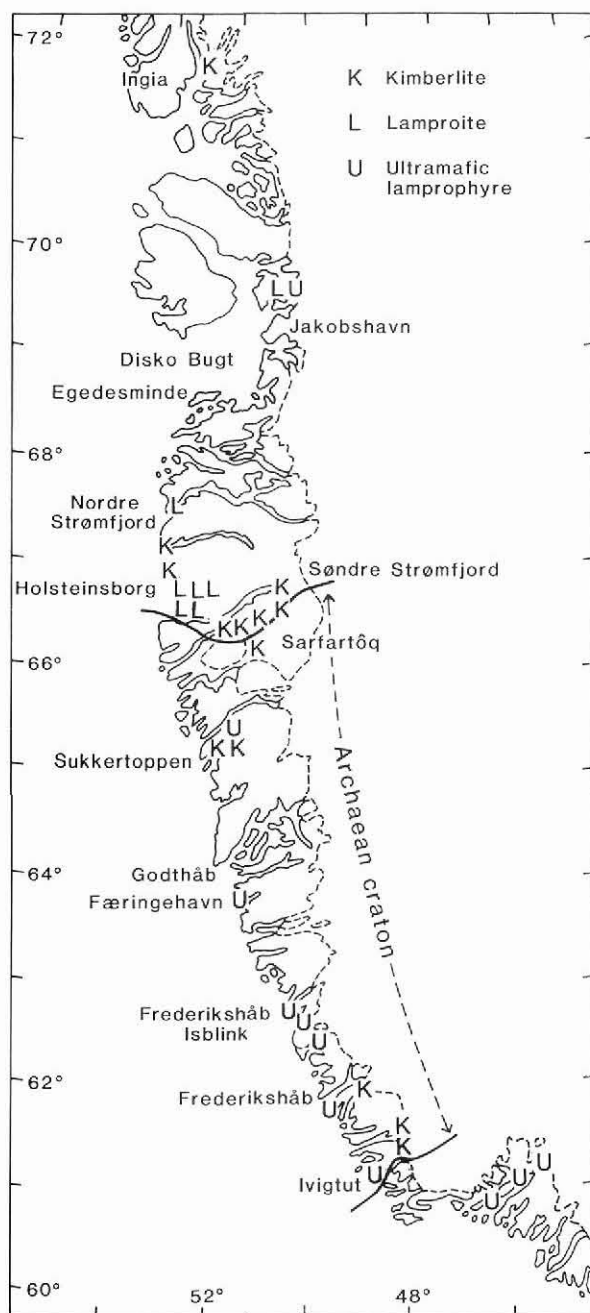 72°
K
Ingia
K Kimberlite
L Lamproite
U Ultramafic
lamprophyre
70°
L U
Jakobshavn
Disko Bugt
Egedesminde
68°
Nordre
Strømfjord
L
K
K
Holsteinsborg
L L L
L L
Søndre Strømfjord
K
K K K K
K
66°
Sarfartôq
U
K K
Sukkertoppen
Archaean craton
64°
Godthåb
Færingehavn
U
Frederikshåb
Isblink
U U
U
62°
K
Frederikshåb
U
K
K
Ivigtut
U
U U U
60°
52°
48°